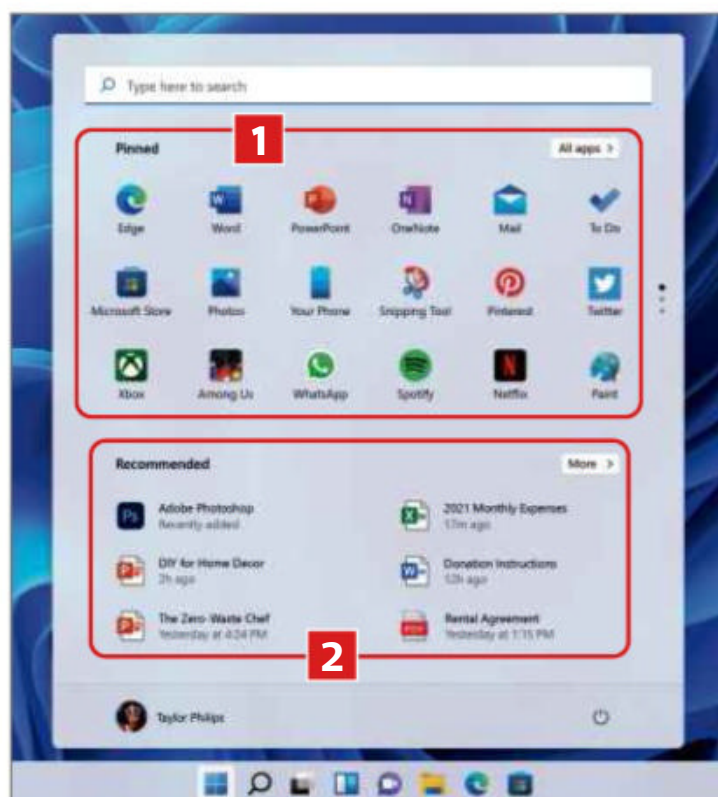 Type here to search
1
Pinned
All apps >
Edge
Word
PowerPoint
OneNote
Mail
To Do
Microsoft Store
Photos
Your Phone
Snipping Tool
Pinterest
Twitter
Xbox
Among Us
WhatsApp
Spotify
Netflix
Paint
Recommended
More >
Adobe Photoshop
Recently added
2021 Monthly Expenses
17m ago
DIY for Home Decor
2h ago
Donation Instructions
12h ago
The Zero-Waste Chef
Yesterday at 4:24 PM
Rental Agreement
Yesterday at 1:15 PM
2
Taylor Philips